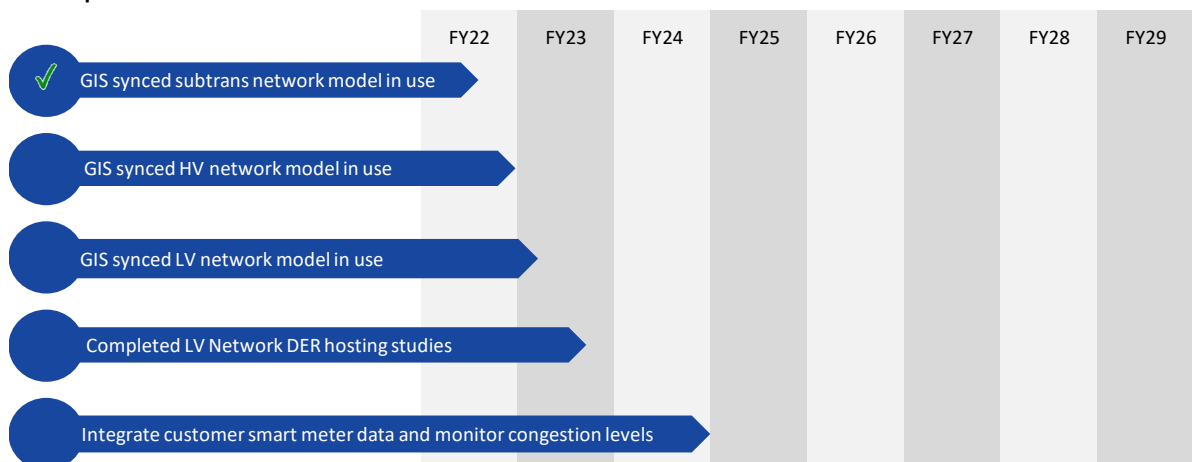 FY22 FY23 FY24 FY25 FY26 FY27 FY28 FY29
GIS synced subtrans network model in use
GIS synced HV network model in use
GIS synced LV network model in use
Completed LV Network DER hosting studies
Integrate customer smart meter data and monitor congestion levels